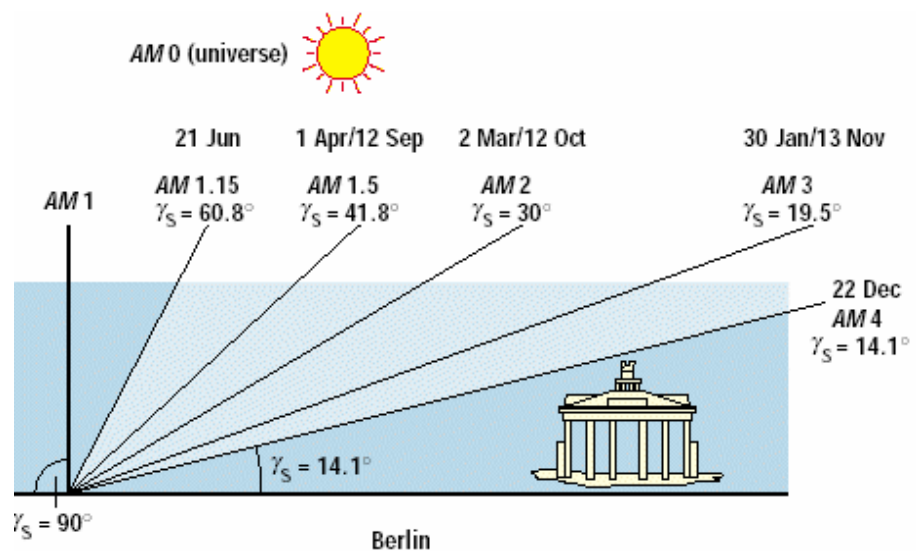 AM 0 (universe)
21 Jun
1 Apr/12 Sep
2 Mar/12 Oct
30 Jan/13 Nov
AM 1
AM 1.15
γS = 60.8°
AM 1.5
γS = 41.8°
AM 2
γS = 30°
AM 3
γS = 19.5°
22 Dec
AM 4
γS = 14.1°
γS = 14.1°
γS = 90°
Berlin